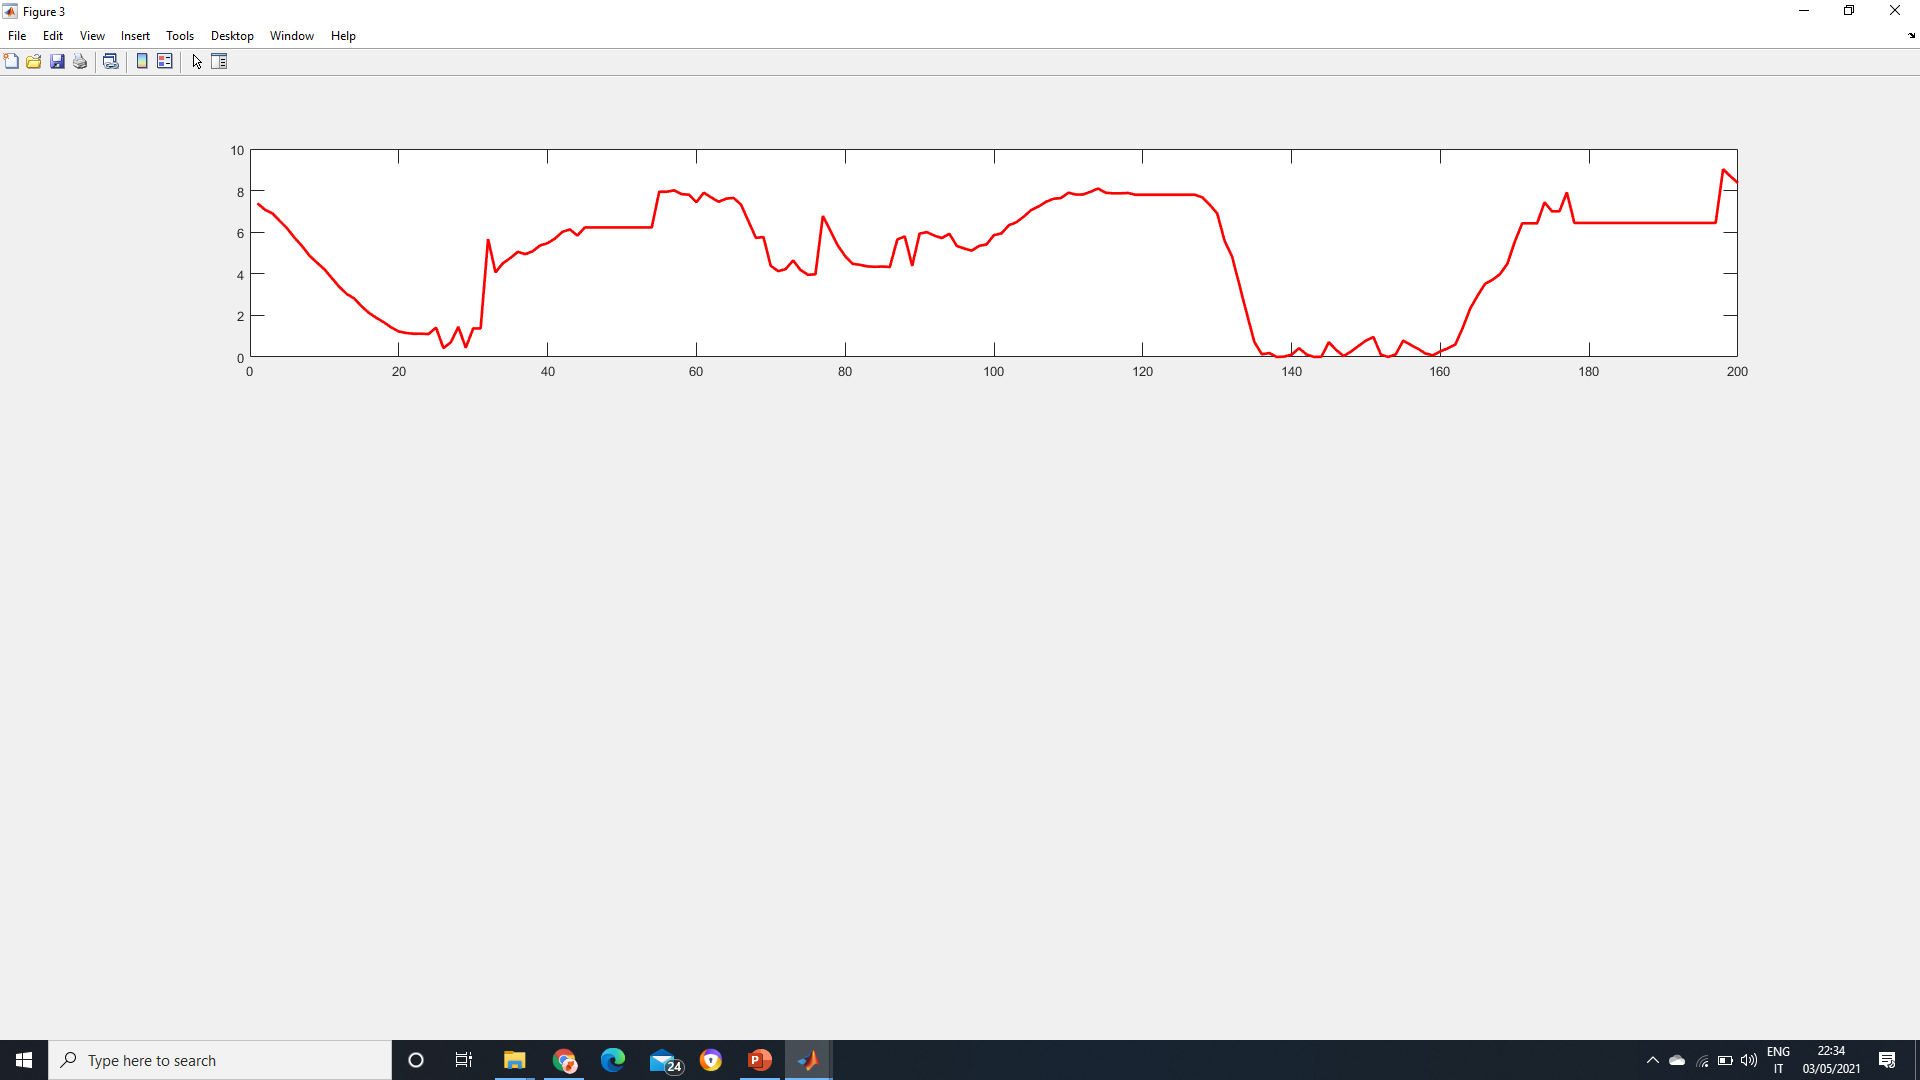 Figure 3
File Edit View Insert Tools Desktop Window Help
10
8
6
4
2
0
0 20 40 60 80 100 120 140 160 180 200
Type here to search
24
P
ENG
IT
22:34
03/05/2021